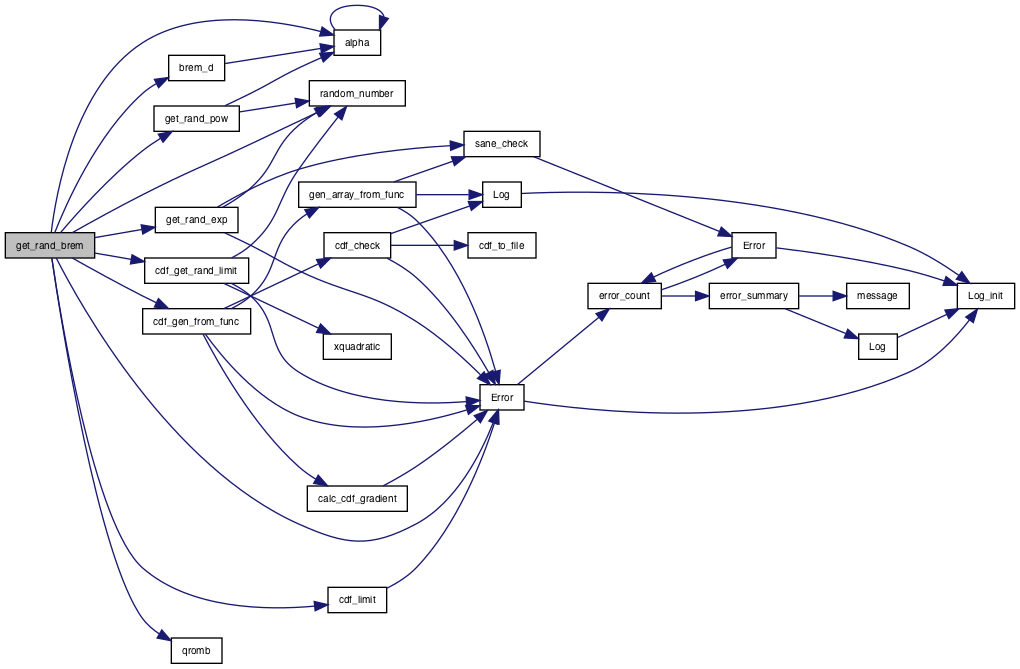 alpha
brem_d
random_number
get_rand_pow
sane_check
gen_array_from_func
Log
get_rand_exp
get_rand_brem
cdf_check
cdf_to_file
Error
cdf_get_rand_limit
error_count
error_summary
message
Log_init
cdf_gen_from_func
xquadratic
Log
Error
calc_cdf_gradient
cdf_limit
qromb